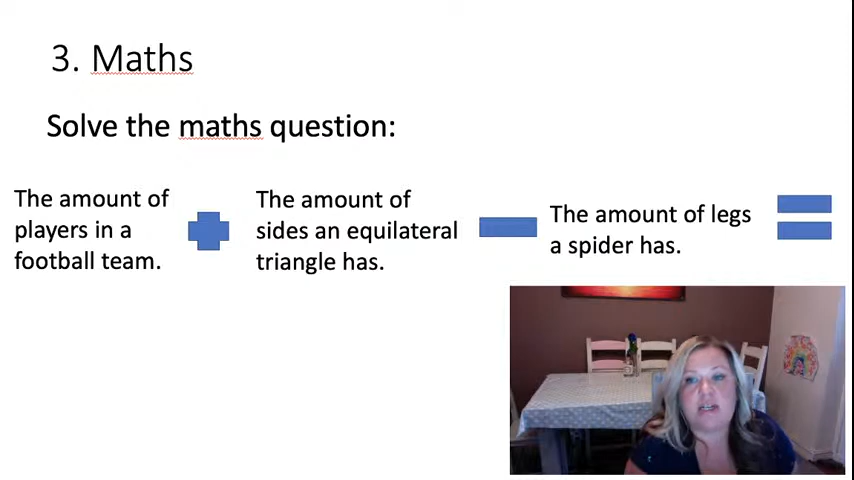 3. Maths
Solve the maths question:
The amount of
players in a
football team.
The amount of
sides an equilateral
triangle has.
The amount of legs
a spider has.